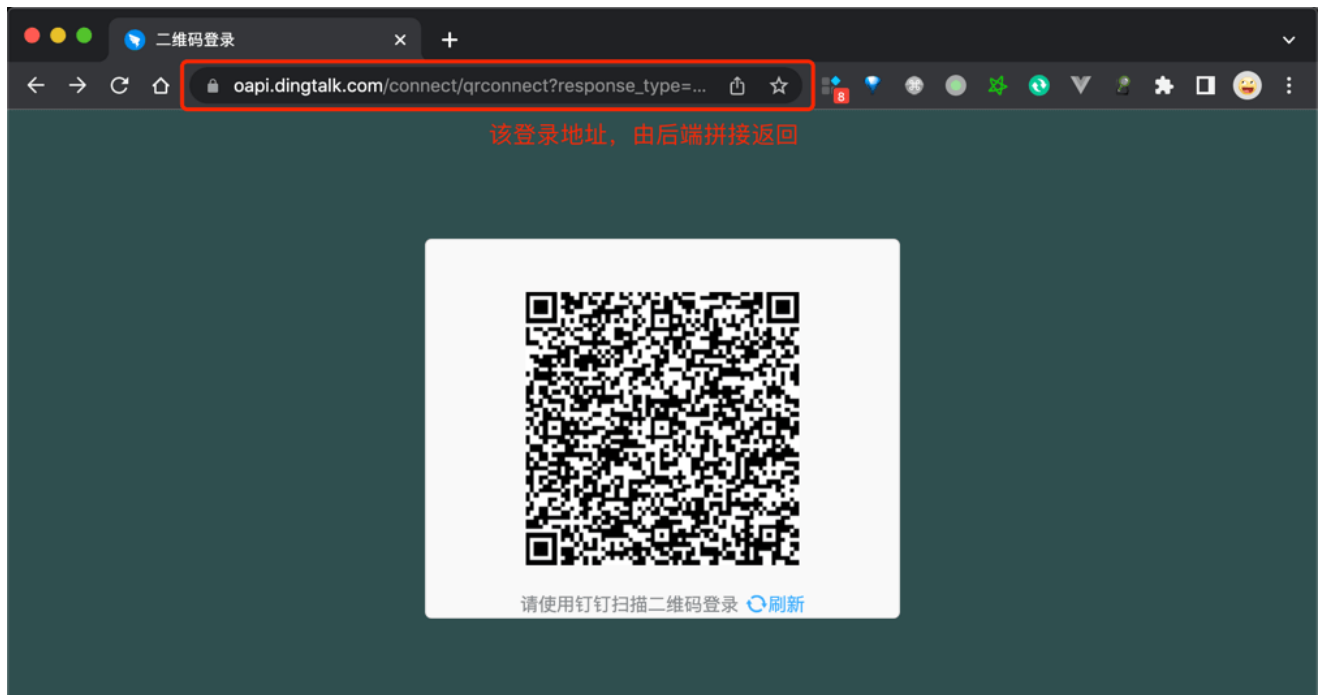 二维码登录
oapi.dingtalk.com/connect/qrconnect?response_type=...
8
该登录地址，由后端拼接返回
请使用钉钉扫描二维码登录 刷新